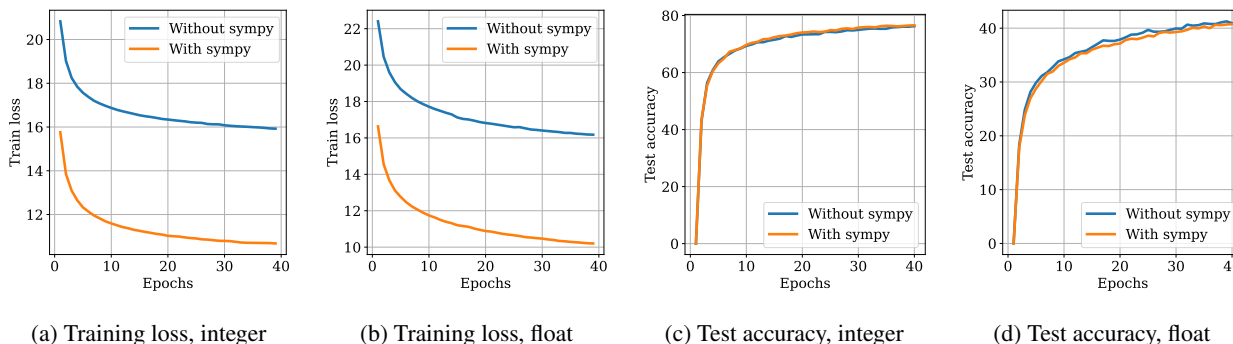 Train loss
20
18
16
14
12
0
10
20
30
40
Epochs
Without sympy
With sympy
(a) Training loss, integer
Train loss
22
20
18
16
14
12
10
0
10
20
30
40
Epochs
Without sympy
With sympy
(b) Training loss, float
Test accuracy
80
60
40
20
0
0
10
20
30
40
Epochs
Without sympy
With sympy
(c) Test accuracy, integer
Test accuracy
40
30
20
10
0
0
10
20
30
40
Epochs
Without sympy
With sympy
(d) Test accuracy, float